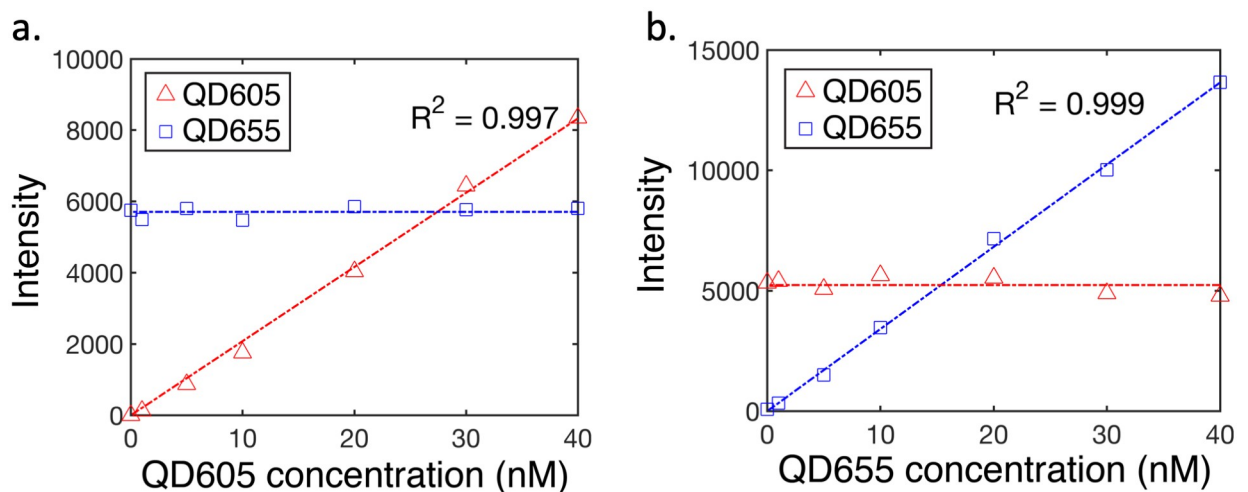 a.
10000
8000
6000
4000
2000
0
Intensity
QD605
QD655
R² = 0.997
0 10 20 30 40
QD605 concentration (nM)
b.
15000
10000
5000
0
Intensity
QD605
QD655
R² = 0.999
0 10 20 30 40
QD655 concentration (nM)